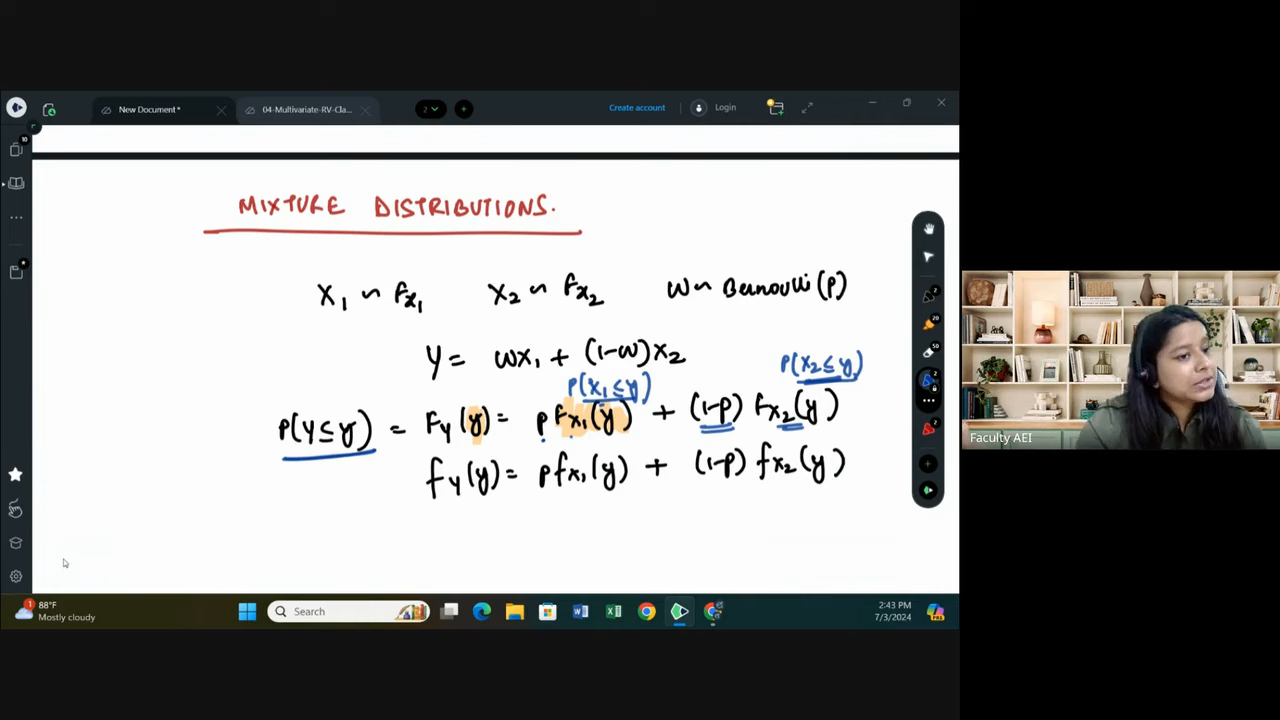 New Document*
04-Multivariate-RV-Cla...
2
Create account
Login
MIXTURE DISTRIBUTIONS.
X₁ ~ Fx₁ X₂ ~ Fx₂ W ~ Bernoulli (p)
Y = WX₁ + (1-W)X₂
P(X₁ ≤ y) P(X₂ ≤ y)
P(Y ≤ y) = Fy (y) = p Fx₁(y) + (1-p) Fx₂(y)
fy(y) = p fx₁(y) + (1-p) fx₂(y)
Faculty AEI
88°F
Mostly cloudy
Search
2:43 PM
7/3/2024